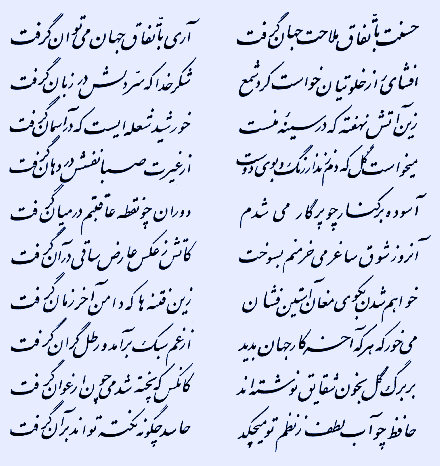 حسنت باتفاق ملاحت جهان گرفت
آری باتفاق جهان می‌توان گرفت
افشای راز خلوتیان خواست کرد شمع
شکر خدا که سرّ دلش در زبان گرفت
زین آتش نهفته که در سینهٔ منست
خورشید شعله‌ایست که در آسمان گرفت
میخواست گل که دم زند از رنگ و بوی دوست
از غیرت صبا نفسش در دهان گرفت
آسوده بر کنار چو پرگار می شدم
دوران چو نقطه عاقبتم در میان گرفت
آنروز شوق ساغر می خرمنم بسوخت
کاتش ز عکس عارض ساقی در آن گرفت
خواهم شدن بکوی مغان آستین فشان
زین فتنه ها که دامن آخر زمان گرفت
می خور که هر که آخر کار جهان بدید
از غم سبک برآمد و رطل گران گرفت
بر برگ گل بخون شقایق نوشته‌اند
کانکس که پخته شد می چون ارغوان گرفت
حافظ چو آب لطف ز نظم تو میچکد
حاسد چگونه نکته تواند بر آن گرفت